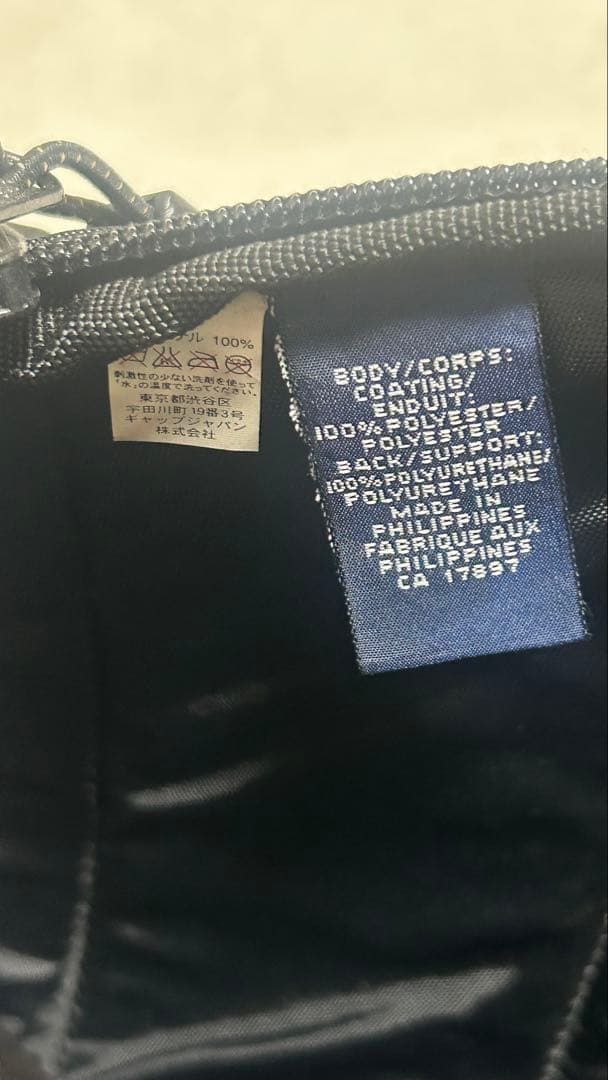 テル 100%
刺激性の少ない洗剤を使って
「水」の温度で洗ってください。
東京都渋谷区
宇田川町19番3号
ギャップジャパン
株式会社
BODY/CORPS:
COATING/
ENDUIT:
100% POLYESTER/
POLYESTER
BACK/SUPPORT:
100% POLYURETHANE/
POLYURETHANE
MADE IN
PHILIPPINES
FABRIQUE AUX
PHILIPPINES
CA 17897